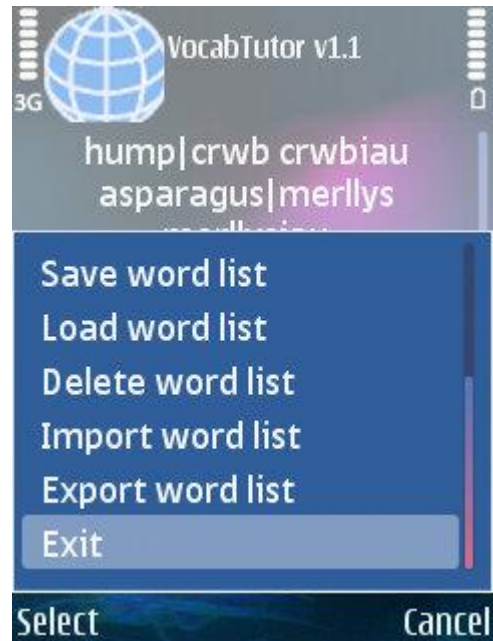 VocabTutor v1.1
3G
hump|crwb crwbiau
asparagus|merllys
Save word list
Load word list
Delete word list
Import word list
Export word list
Exit
Select
Cancel